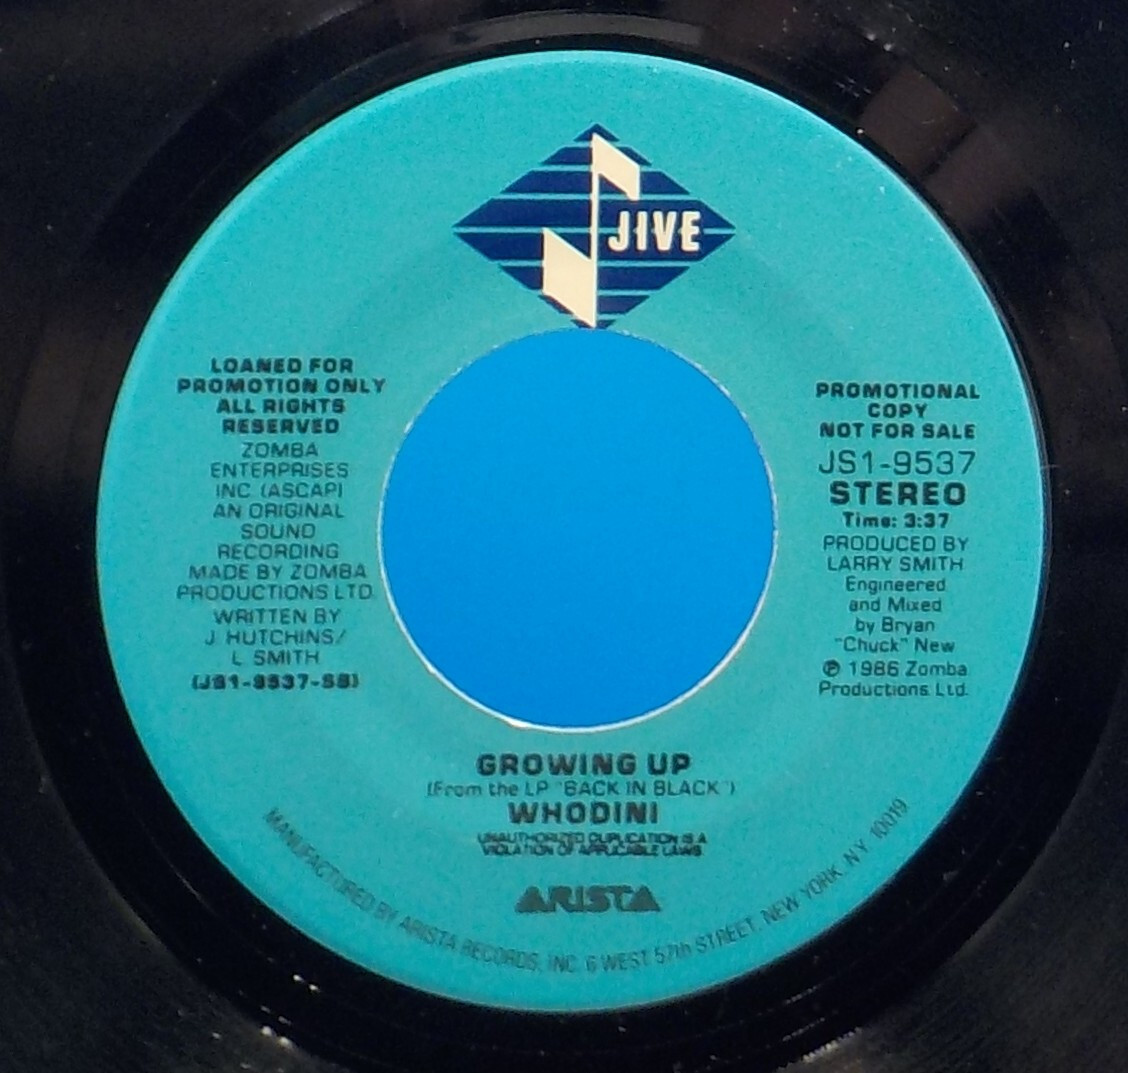 JIVE
LOANED FOR
PROMOTION ONLY
ALL RIGHTS
RESERVED
ZOMBA
ENTERPRISES
INC. (ASCAP)
AN ORIGINAL
SOUND
RECORDING
MADE BY ZOMBA
PRODUCTIONS LTD.
WRITTEN BY
J. HUTCHINS/
L. SMITH
(JS1-9537-SB)
PROMOTIONAL
COPY
NOT FOR SALE
JS1-9537
STEREO
Time: 3:37
PRODUCED BY
LARRY SMITH
Engineered
and Mixed
by Bryan
"Chuck" New
℗ 1986 Zomba
Productions Ltd.
GROWING UP
(From the LP "BACK IN BLACK")
WHODINI
UNAUTHORIZED DUPLICATION IS A
VIOLATION OF APPLICABLE LAWS
ARISTA
MANUFACTURED BY ARISTA RECORDS, INC. 6 WEST 57th STREET, NEW YORK, N.Y. 10019